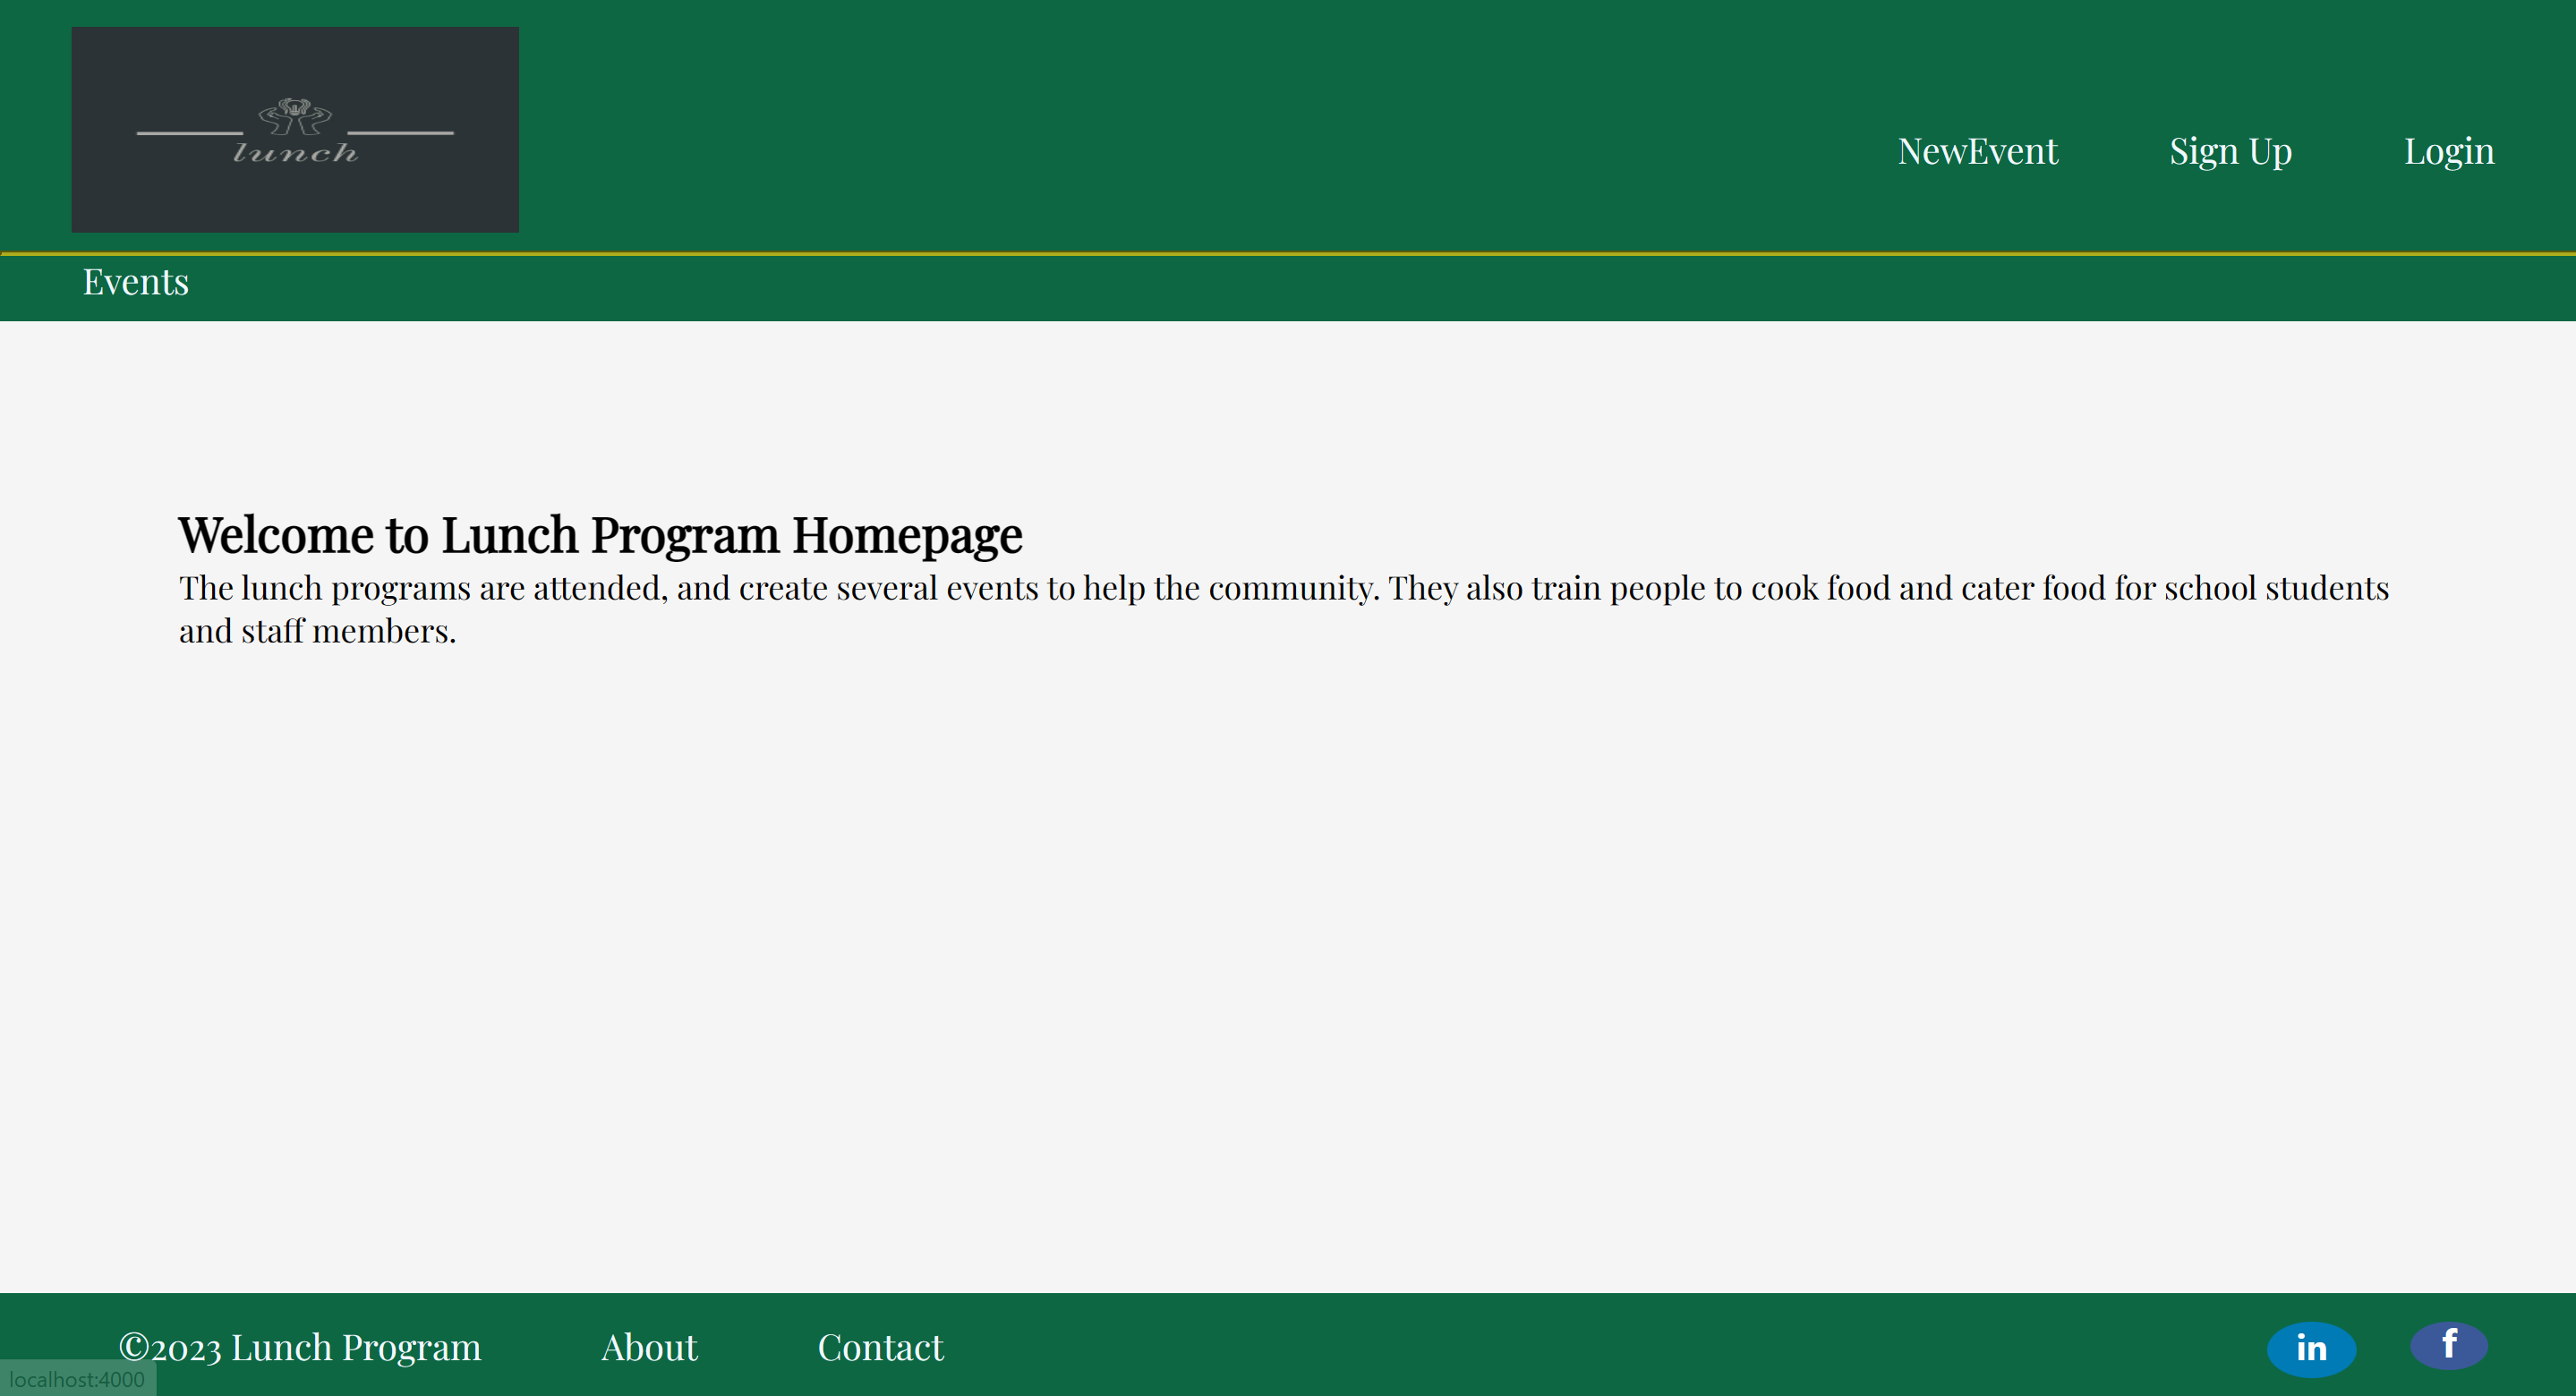 lunch
NewEvent Sign Up Login
Events
Welcome to Lunch Program Homepage
The lunch programs are attended, and create several events to help the community. They also train people to cook food and cater food for school students
and staff members.
©2023 Lunch Program About Contact
in f
localhost:4000